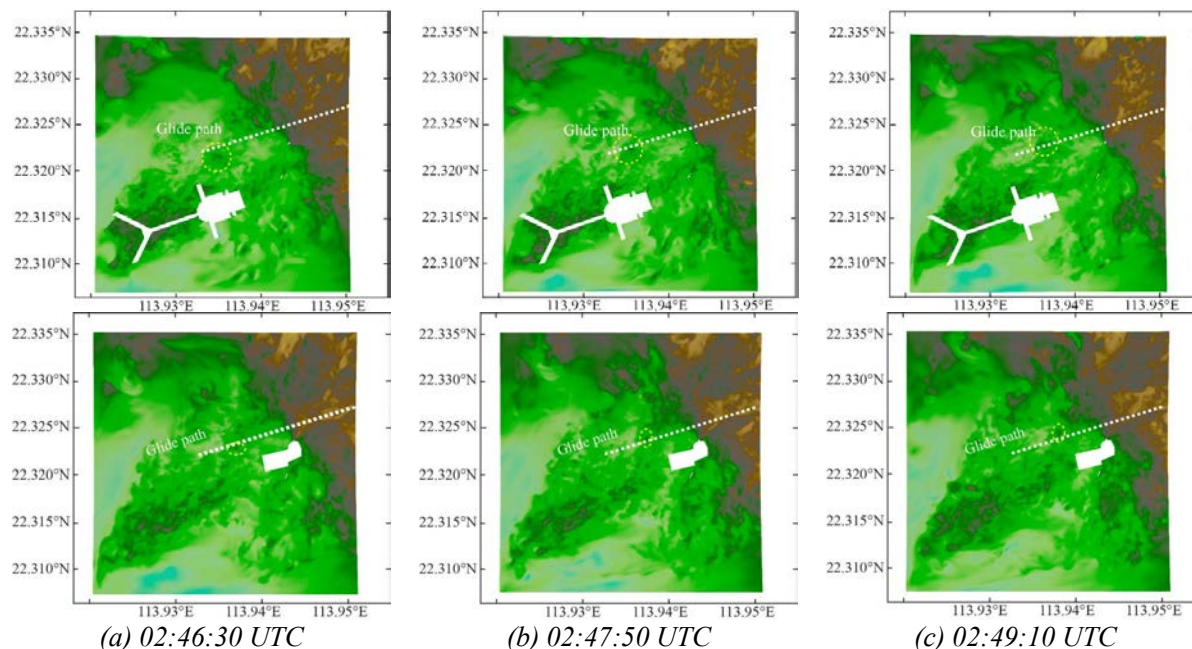 22.335°N 22.335°N 22.335°N
22.330°N 22.330°N 22.330°N
22.325°N 22.325°N 22.325°N
Glide path Glide path Glide path
22.320°N 22.320°N 22.320°N
22.315°N 22.315°N 22.315°N
22.310°N 22.310°N 22.310°N
113.93°E 113.94°E 113.95°E 113.93°E 113.94°E 113.95°E 113.93°E 113.94°E 113.95°E
22.335°N 22.335°N 22.335°N
22.330°N 22.330°N 22.330°N
22.325°N 22.325°N 22.325°N
Glide path Glide path Glide path
22.320°N 22.320°N 22.320°N
22.315°N 22.315°N 22.315°N
22.310°N 22.310°N 22.310°N
113.93°E 113.94°E 113.95°E 113.93°E 113.94°E 113.95°E 113.93°E 113.94°E 113.95°E
(a) 02:46:30 UTC (b) 02:47:50 UTC (c) 02:49:10 UTC